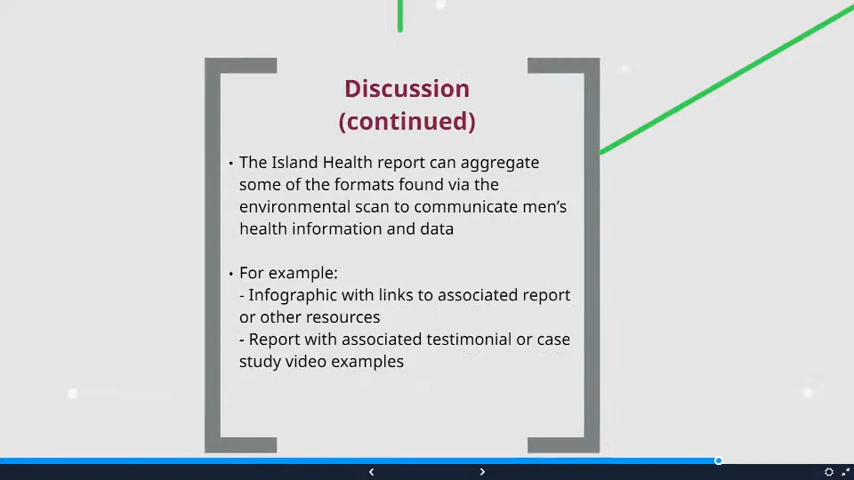 Discussion
(continued)
• The Island Health report can aggregate
some of the formats found via the
environmental scan to communicate men’s
health information and data
• For example:
- Infographic with links to associated report
or other resources
- Report with associated testimonial or case
study video examples